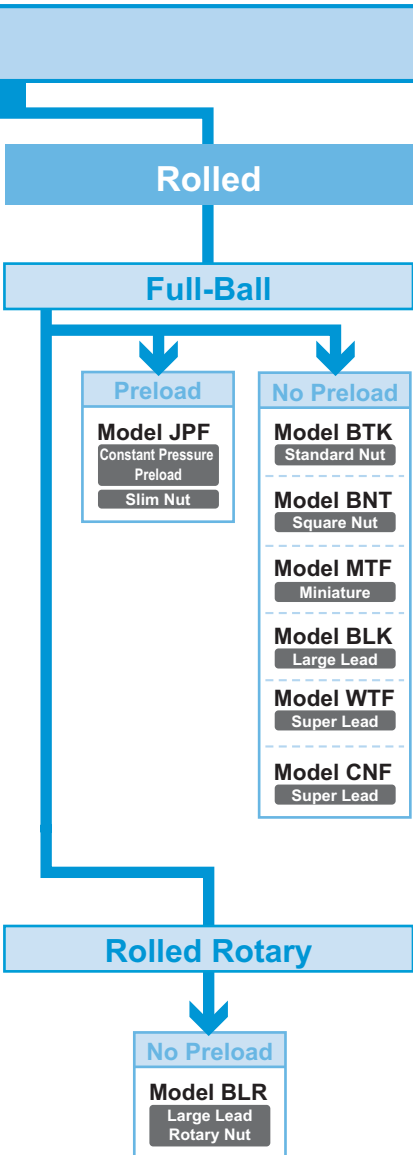 Rolled
Full-Ball
Preload
Model JPF
Constant Pressure
Preload
Slim Nut
No Preload
Model BTK
Standard Nut
Model BNT
Square Nut
Model MTF
Miniature
Model BLK
Large Lead
Model WTF
Super Lead
Model CNF
Super Lead
Rolled Rotary
No Preload
Model BLR
Large Lead
Rotary Nut